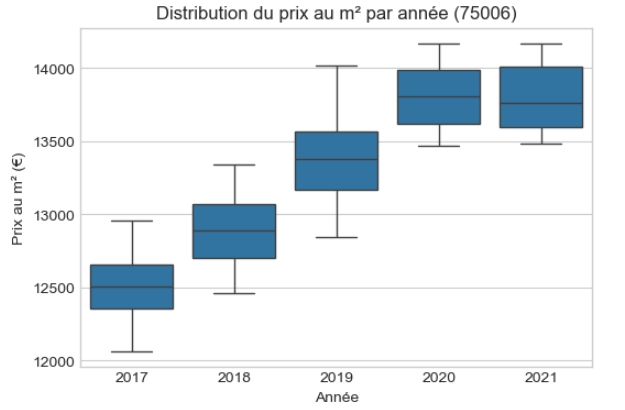 Distribution du prix au m² par année (75006)
Prix au m² (€)
14000
13500
13000
12500
12000
2017 2018 2019 2020 2021
Année